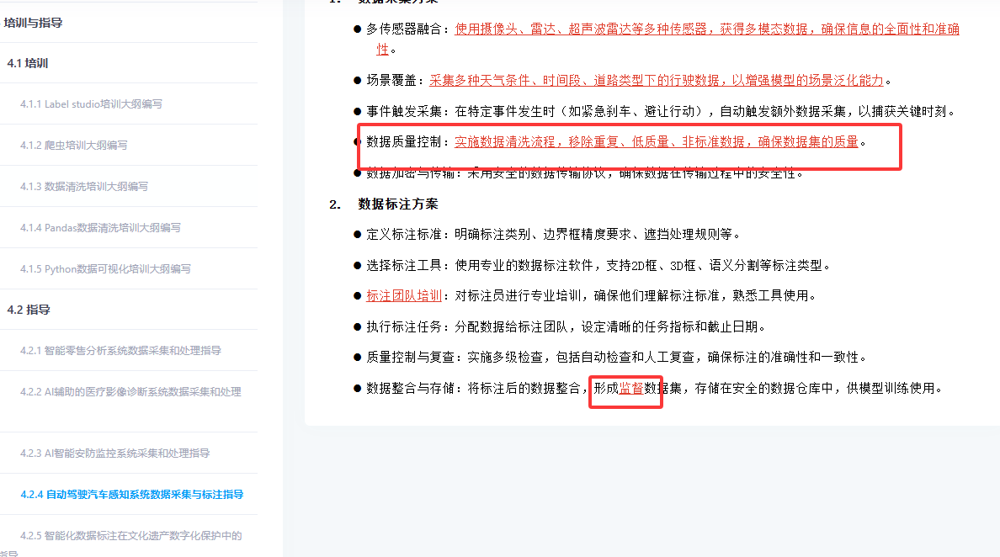 培训与指导
4.1 培训
4.1.1 Label studio培训大纲编写
4.1.2 爬虫培训大纲编写
4.1.3 数据清洗培训大纲编写
4.1.4 Pandas数据清洗培训大纲编写
4.1.5 Python数据可视化培训大纲编写
4.2 指导
4.2.1 智能零售分析系统数据采集和处理指导
4.2.2 AI辅助的医疗影像诊断系统数据采集和处理
4.2.3 AI智能安防监控系统采集和处理指导
4.2.4 自动驾驶汽车感知系统数据采集与标注指导
4.2.5 智能化数据标注在文化遗产数字化保护中的
指导
1. 数据采集方案
● 多传感器融合：使用摄像头、雷达、超声波雷达等多种传感器，获得多模态数据，确保信息的全面性和准确
性。
● 场景覆盖：采集多种天气条件、时间段、道路类型下的行驶数据，以增强模型的场景泛化能力。
● 事件触发采集：在特定事件发生时（如紧急刹车、避让行动），自动触发额外数据采集，以捕获关键时刻。
● 数据质量控制：实施数据清洗流程，移除重复、低质量、非标准数据，确保数据集的质量。
● 数据加密与传输：采用安全的数据传输协议，确保数据在传输过程中的安全性。
2. 数据标注方案
● 定义标注标准：明确标注类别、边界框精度要求、遮挡处理规则等。
● 选择标注工具：使用专业的数据标注软件，支持2D框、3D框、语义分割等标注类型。
● 标注团队培训：对标注员进行专业培训，确保他们理解标注标准，熟悉工具使用。
● 执行标注任务：分配数据给标注团队，设定清晰的任务指标和截止日期。
● 质量控制与复查：实施多级检查，包括自动检查和人工复查，确保标注的准确性和一致性。
● 数据整合与存储：将标注后的数据整合，形成监督数据集，存储在安全的数据仓库中，供模型训练使用。